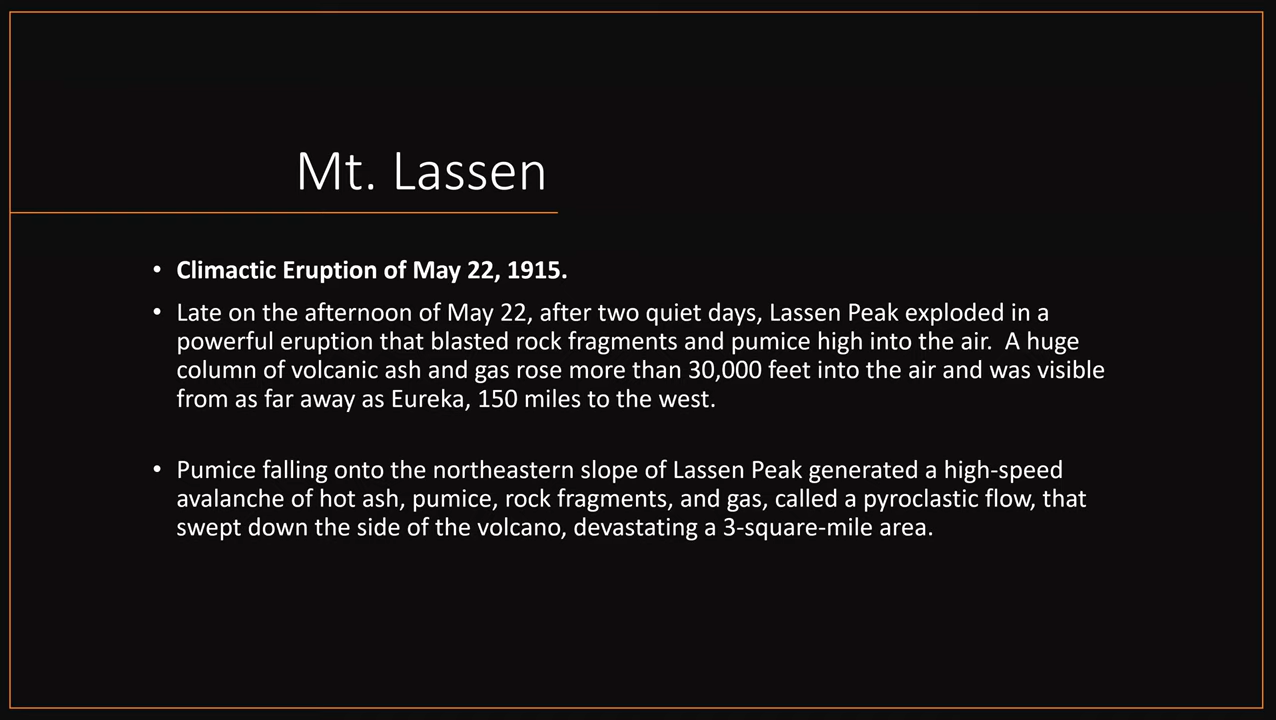 Mt. Lassen
• Climactic Eruption of May 22, 1915.
• Late on the afternoon of May 22, after two quiet days, Lassen Peak exploded in a
powerful eruption that blasted rock fragments and pumice high into the air.  A huge
column of volcanic ash and gas rose more than 30,000 feet into the air and was visible
from as far away as Eureka, 150 miles to the west.
• Pumice falling onto the northeastern slope of Lassen Peak generated a high-speed
avalanche of hot ash, pumice, rock fragments, and gas, called a pyroclastic flow, that
swept down the side of the volcano, devastating a 3-square-mile area.